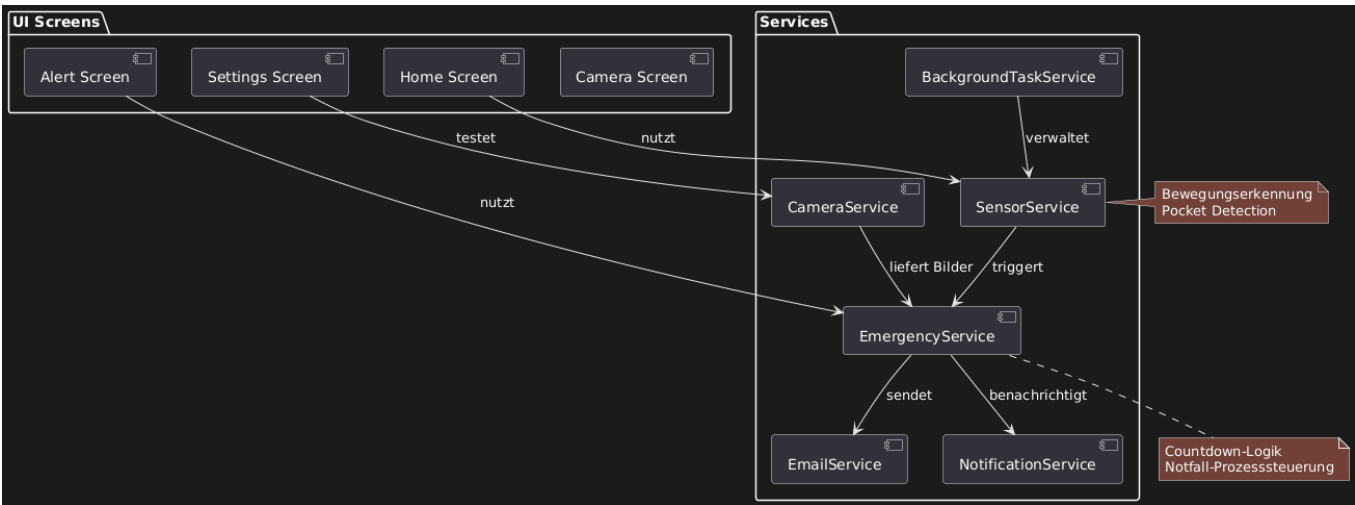 UI Screens
Services
Alert Screen
Settings Screen
Home Screen
Camera Screen
BackgroundTaskService
testet
nutzt
verwaltet
nutzt
CameraService
SensorService
Bewegungserkennung
Pocket Detection
liefert Bilder
triggert
EmergencyService
sendet
benachrichtigt
EmailService
NotificationService
Countdown-Logik
Notfall-Prozesssteuerung